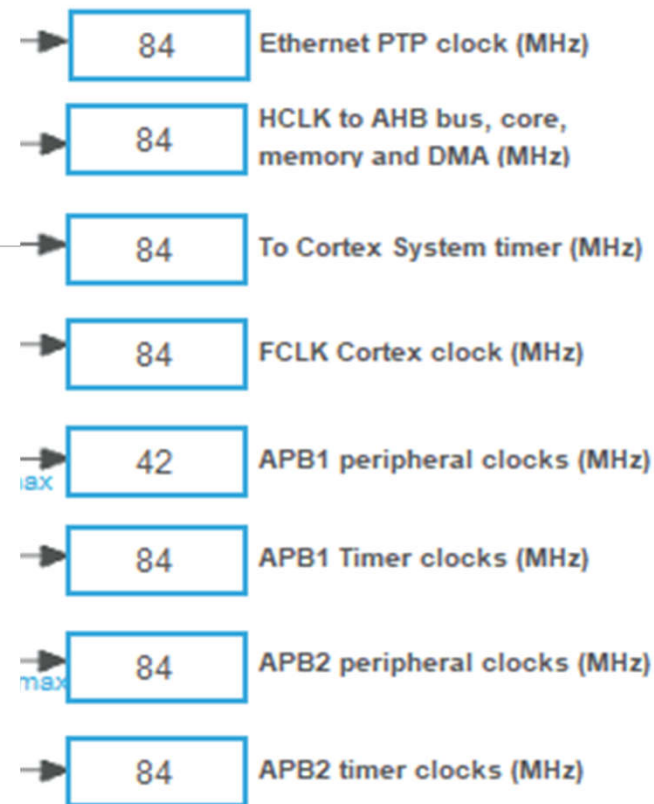 84 Ethernet PTP clock (MHz)
84 HCLK to AHB bus, core,
memory and DMA (MHz)
84 To Cortex System timer (MHz)
84 FCLK Cortex clock (MHz)
42 APB1 peripheral clocks (MHz)
ax
84 APB1 Timer clocks (MHz)
84 APB2 peripheral clocks (MHz)
max
84 APB2 timer clocks (MHz)